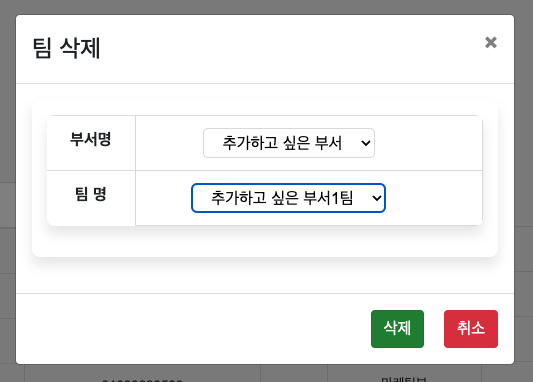 팀 삭제
×
부서명
추가하고 싶은 부서
팀 명
추가하고 싶은 부서1팀
삭제
취소